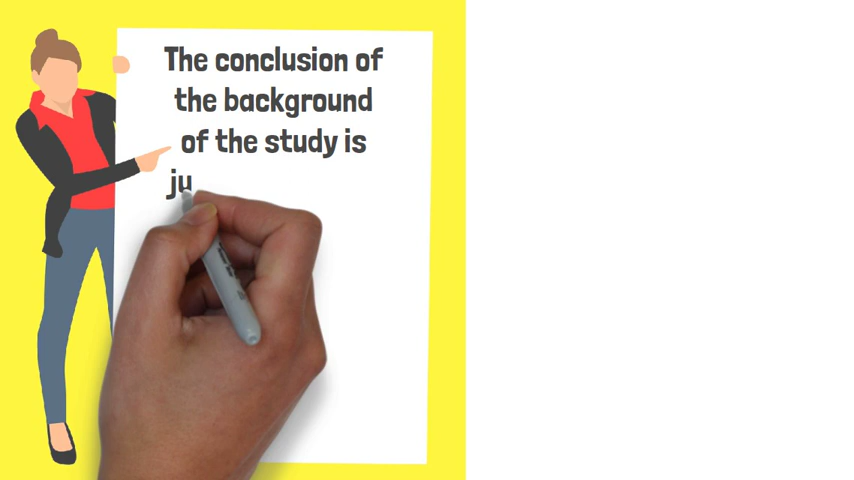 The conclusion of
the background
of the study is
ju